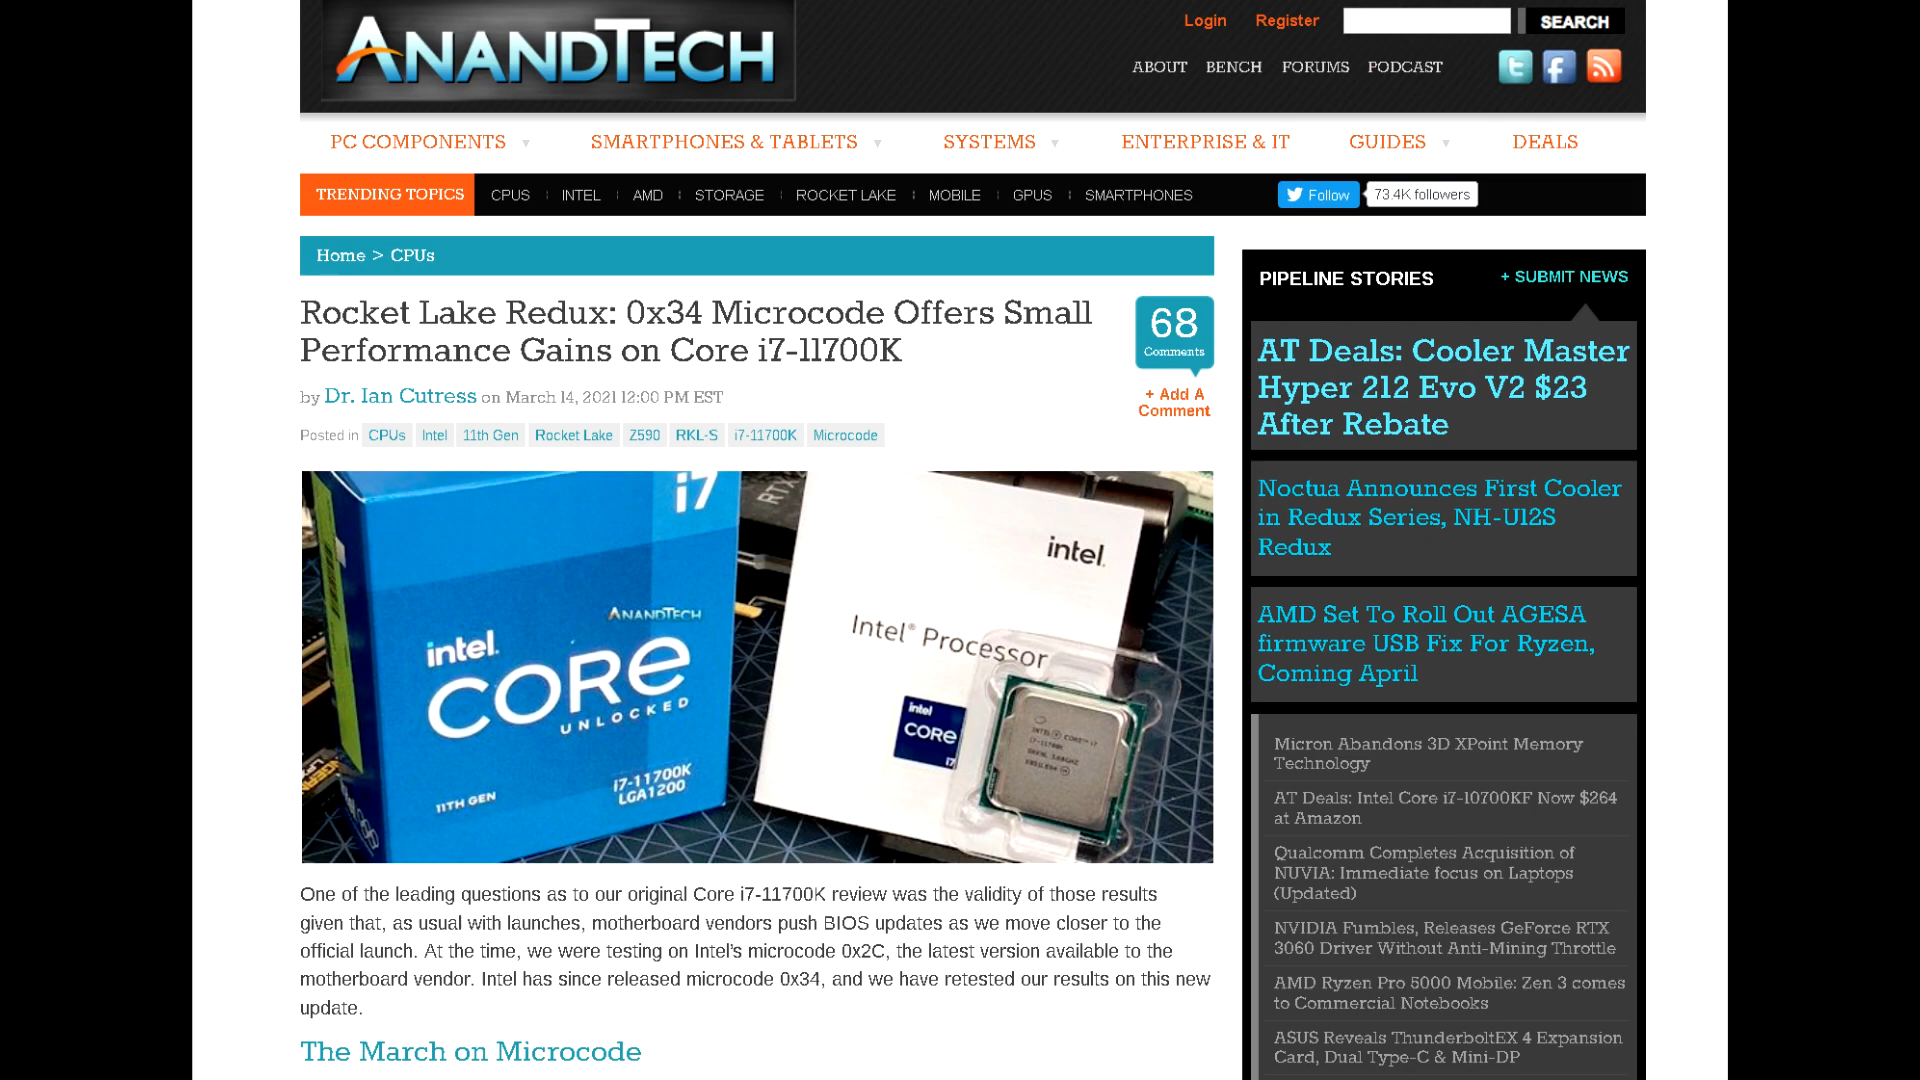 ANANDTECH
Login Register SEARCH
ABOUT BENCH FORUMS PODCAST
PC COMPONENTS SMARTPHONES & TABLETS SYSTEMS ENTERPRISE & IT GUIDES DEALS
TRENDING TOPICS CPUS INTEL AMD STORAGE ROCKET LAKE MOBILE GPUS SMARTPHONES Follow 73.4K followers
Home > CPUs
Rocket Lake Redux: 0x34 Microcode Offers Small
Performance Gains on Core i7-11700K
68
Comments
+ Add A
Comment
by Dr. Ian Cutress on March 14, 2021 12:00 PM EST
Posted in CPUs Intel 11th Gen Rocket Lake Z590 RKL-S i7-11700K Microcode
i7
ANANDTECH
intel.
CORE
UNLOCKED
i7-11700K
LGA1200
11TH GEN
RTX
intel.
Intel® Processor
intel
CORE
i7
INTEL CORE i7
i7-11700K
One of the leading questions as to our original Core i7-11700K review was the validity of those results
given that, as usual with launches, motherboard vendors push BIOS updates as we move closer to the
official launch. At the time, we were testing on Intel's microcode 0x2C, the latest version available to the
motherboard vendor. Intel has since released microcode 0x34, and we have retested our results on this new
update.
The March on Microcode
PIPELINE STORIES + SUBMIT NEWS
AT Deals: Cooler Master
Hyper 212 Evo V2 $23
After Rebate
Noctua Announces First Cooler
in Redux Series, NH-U12S
Redux
AMD Set To Roll Out AGESA
firmware USB Fix For Ryzen,
Coming April
Micron Abandons 3D XPoint Memory
Technology
AT Deals: Intel Core i7-10700KF Now $264
at Amazon
Qualcomm Completes Acquisition of
NUVIA: Immediate focus on Laptops
(Updated)
NVIDIA Fumbles, Releases GeForce RTX
3060 Driver Without Anti-Mining Throttle
AMD Ryzen Pro 5000 Mobile: Zen 3 comes
to Commercial Notebooks
ASUS Reveals ThunderboltEX 4 Expansion
Card, Dual Type-C & Mini-DP